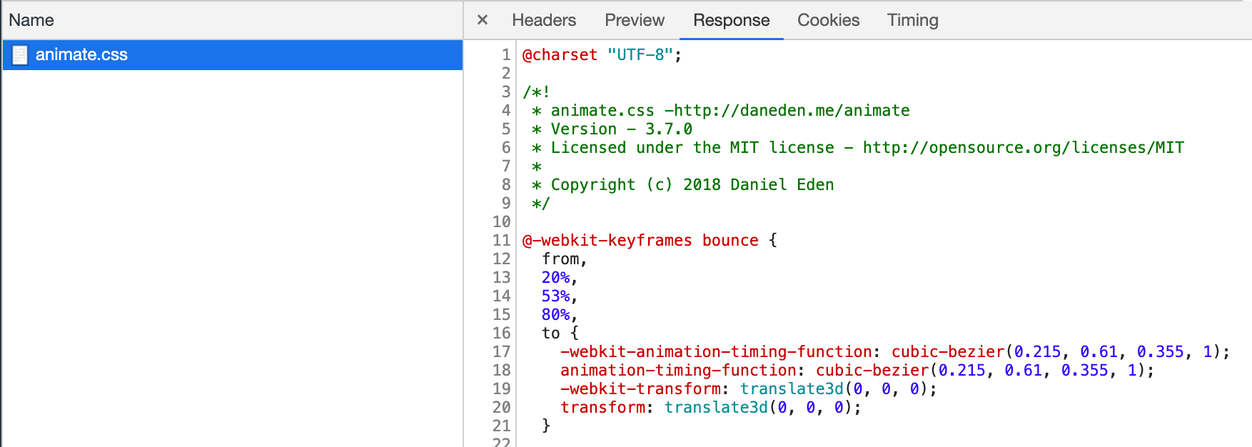 Name
× Headers Preview Response Cookies Timing
animate.css
1 @charset "UTF-8";
2
3 /*!
4  * animate.css -http://daneden.me/animate
5  * Version - 3.7.0
6  * Licensed under the MIT license - http://opensource.org/licenses/MIT
7  *
8  * Copyright (c) 2018 Daniel Eden
9  */
10
11 @-webkit-keyframes bounce {
12   from,
13   20%,
14   53%,
15   80%,
16   to {
17     -webkit-animation-timing-function: cubic-bezier(0.215, 0.61, 0.355, 1);
18     animation-timing-function: cubic-bezier(0.215, 0.61, 0.355, 1);
19     -webkit-transform: translate3d(0, 0, 0);
20     transform: translate3d(0, 0, 0);
21   }
22